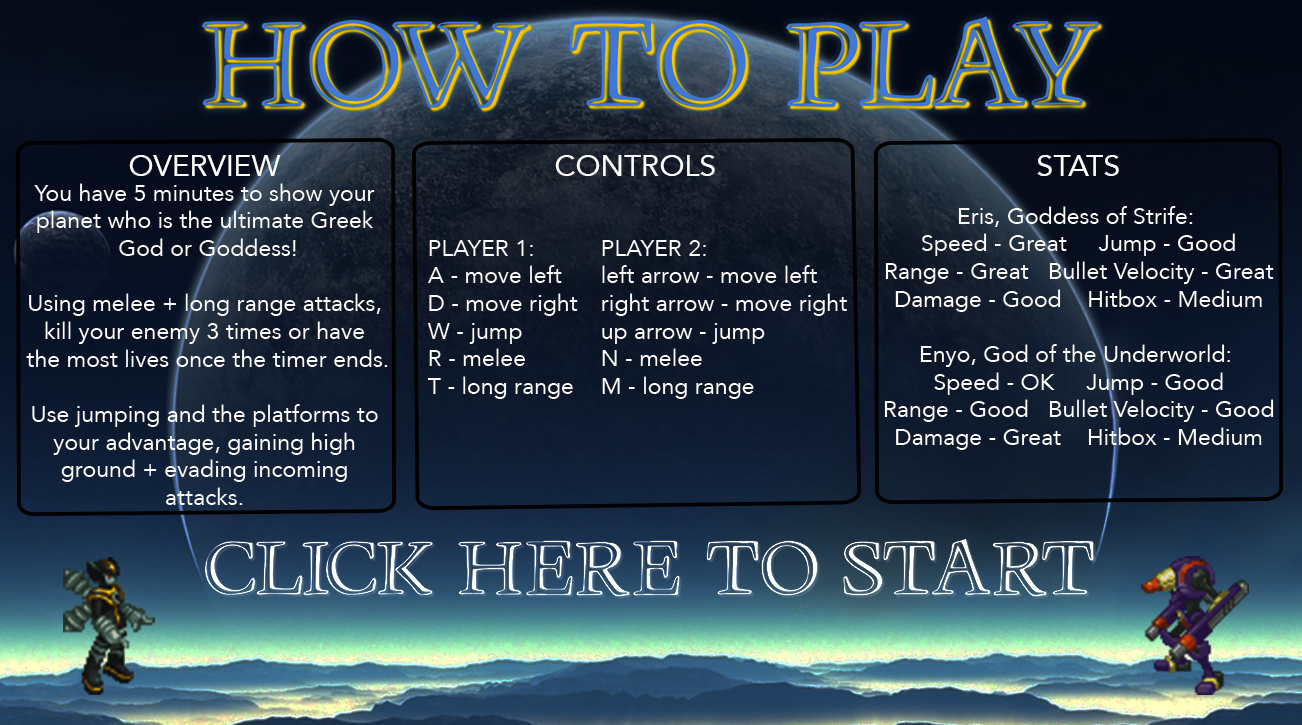 HOW TO PLAY
OVERVIEW
You have 5 minutes to show your
planet who is the ultimate Greek
God or Goddess!
Using melee + long range attacks,
kill your enemy 3 times or have
the most lives once the timer ends.
Use jumping and the platforms to
your advantage, gaining high
ground + evading incoming
attacks.
CONTROLS
PLAYER 1:
A - move left
D - move right
W - jump
R - melee
T - long range
PLAYER 2:
left arrow - move left
right arrow - move right
up arrow - jump
N - melee
M - long range
STATS
Eris, Goddess of Strife:
Speed - Great Jump - Good
Range - Great Bullet Velocity - Great
Damage - Good Hitbox - Medium
Enyo, God of the Underworld:
Speed - OK Jump - Good
Range - Good Bullet Velocity - Good
Damage - Great Hitbox - Medium
CLICK HERE TO START